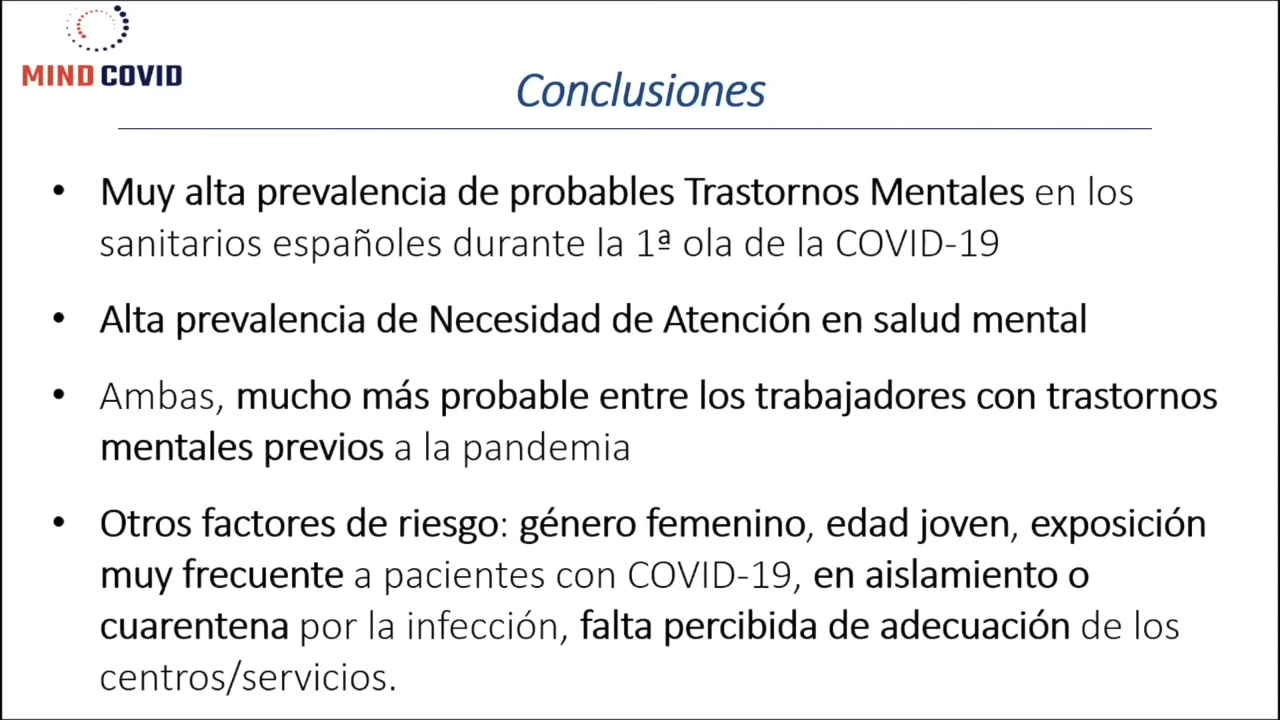 MIND COVID
Conclusiones
• Muy alta prevalencia de probables Trastornos Mentales en los
sanitarios españoles durante la 1ª ola de la COVID-19
• Alta prevalencia de Necesidad de Atención en salud mental
• Ambas, mucho más probable entre los trabajadores con trastornos
mentales previos a la pandemia
• Otros factores de riesgo: género femenino, edad joven, exposición
muy frecuente a pacientes con COVID-19, en aislamiento o
cuarentena por la infección, falta percibida de adecuación de los
centros/servicios.